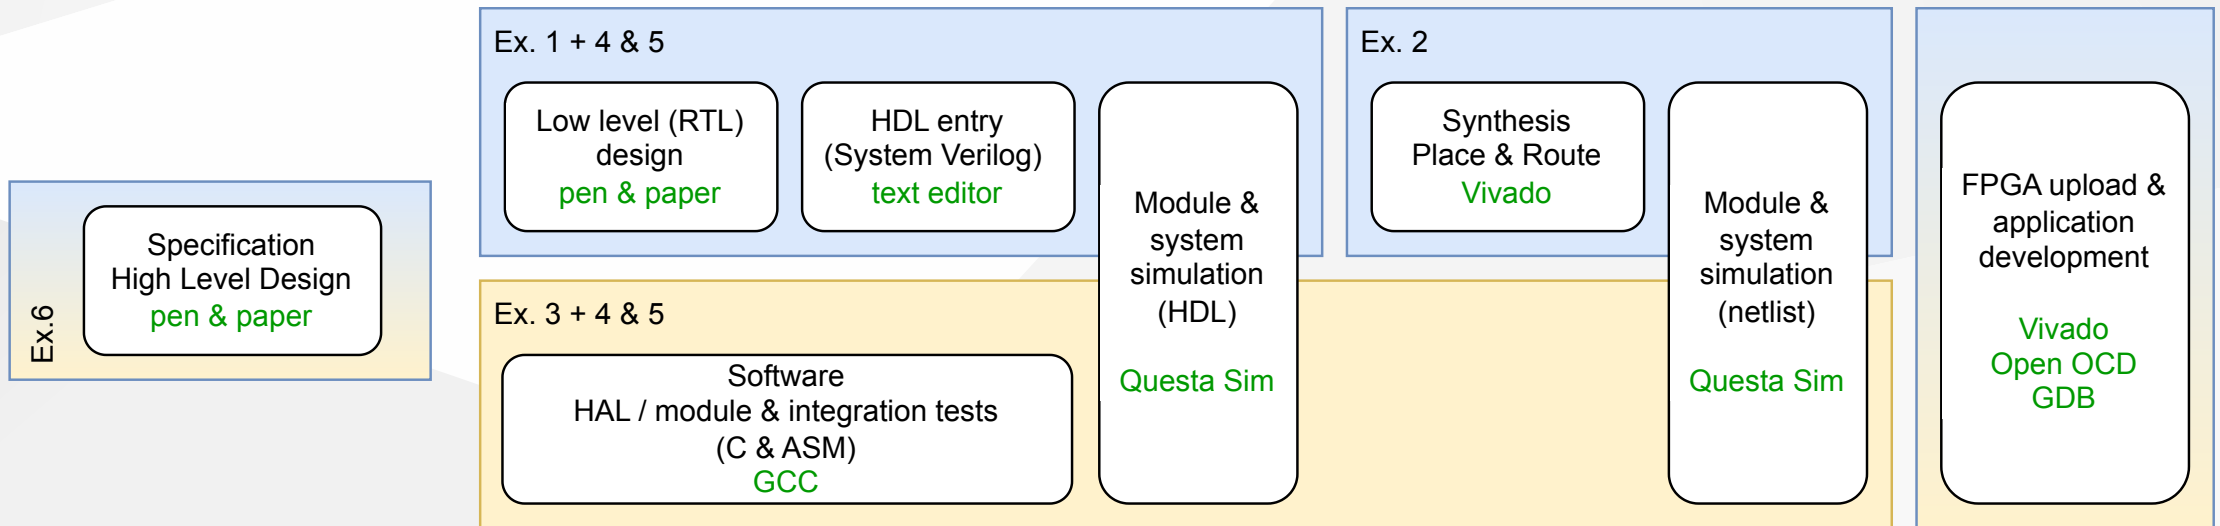 Ex.6
Specification
High Level Design
pen & paper
Ex. 1 + 4 & 5
Low level (RTL)
design
pen & paper
HDL entry
(System Verilog)
text editor
Module &
system
simulation
(HDL)
Questa Sim
Ex. 3 + 4 & 5
Software
HAL / module & integration tests
(C & ASM)
GCC
Ex. 2
Synthesis
Place & Route
Vivado
Module &
system
simulation
(netlist)
Questa Sim
FPGA upload &
application
development
Vivado
Open OCD
GDB